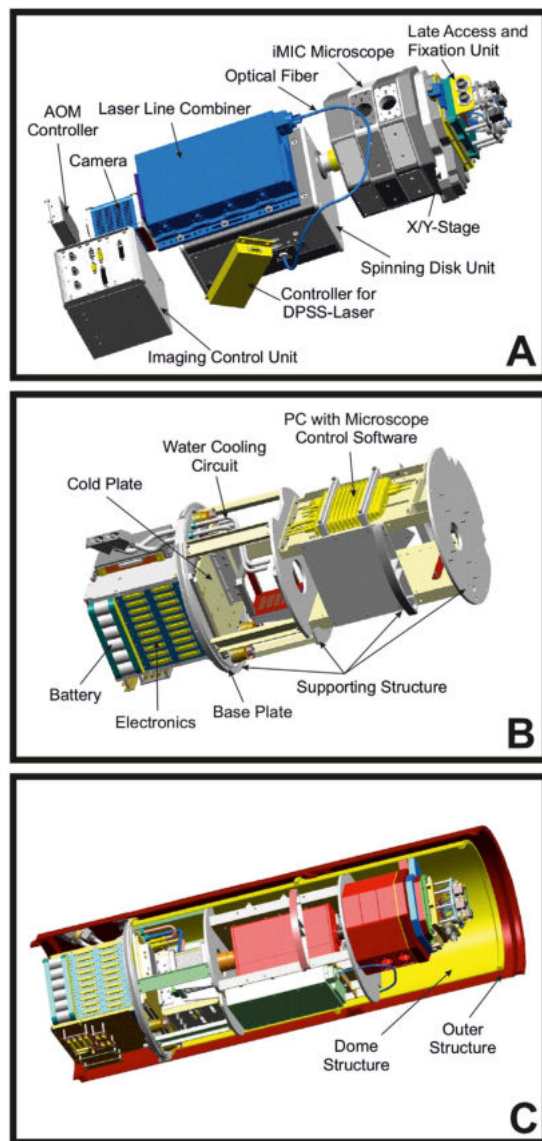 Late Access and
Fixation Unit
iMIC Microscope
Optical Fiber
Laser Line Combiner
AOM
Controller
Camera
X/Y-Stage
Spinning Disk Unit
Controller for
DPSS-Laser
Imaging Control Unit
A
PC with Microscope
Control Software
Water Cooling
Circuit
Cold Plate
Battery
Electronics
Base Plate
Supporting Structure
B
Dome
Structure
Outer
Structure
C